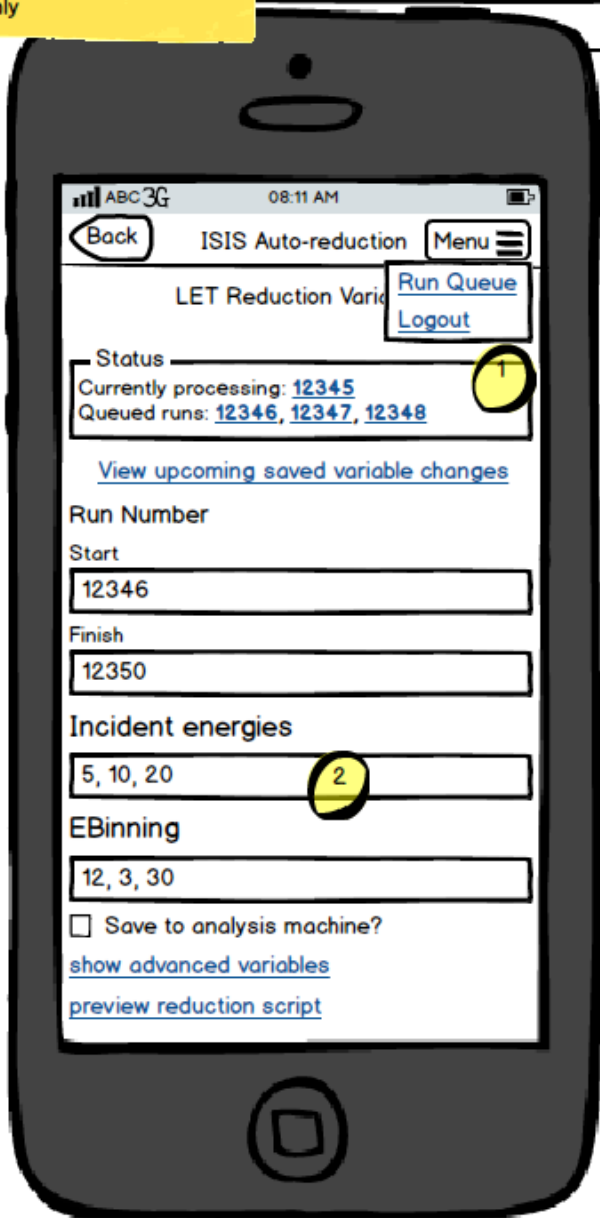 ABC 3G 08:11 AM
Back ISIS Auto-reduction Menu
Run Queue
LET Reduction
Logout
Status
1
Currently processing: 12345
Queued runs: 12346, 12347, 12348
View upcoming saved variable changes
Run Number
Start
12346
Finish
12350
Incident energies
5, 10, 20
2
EBinning
12, 3, 30
Save to analysis machine?
show advanced variables
preview reduction script